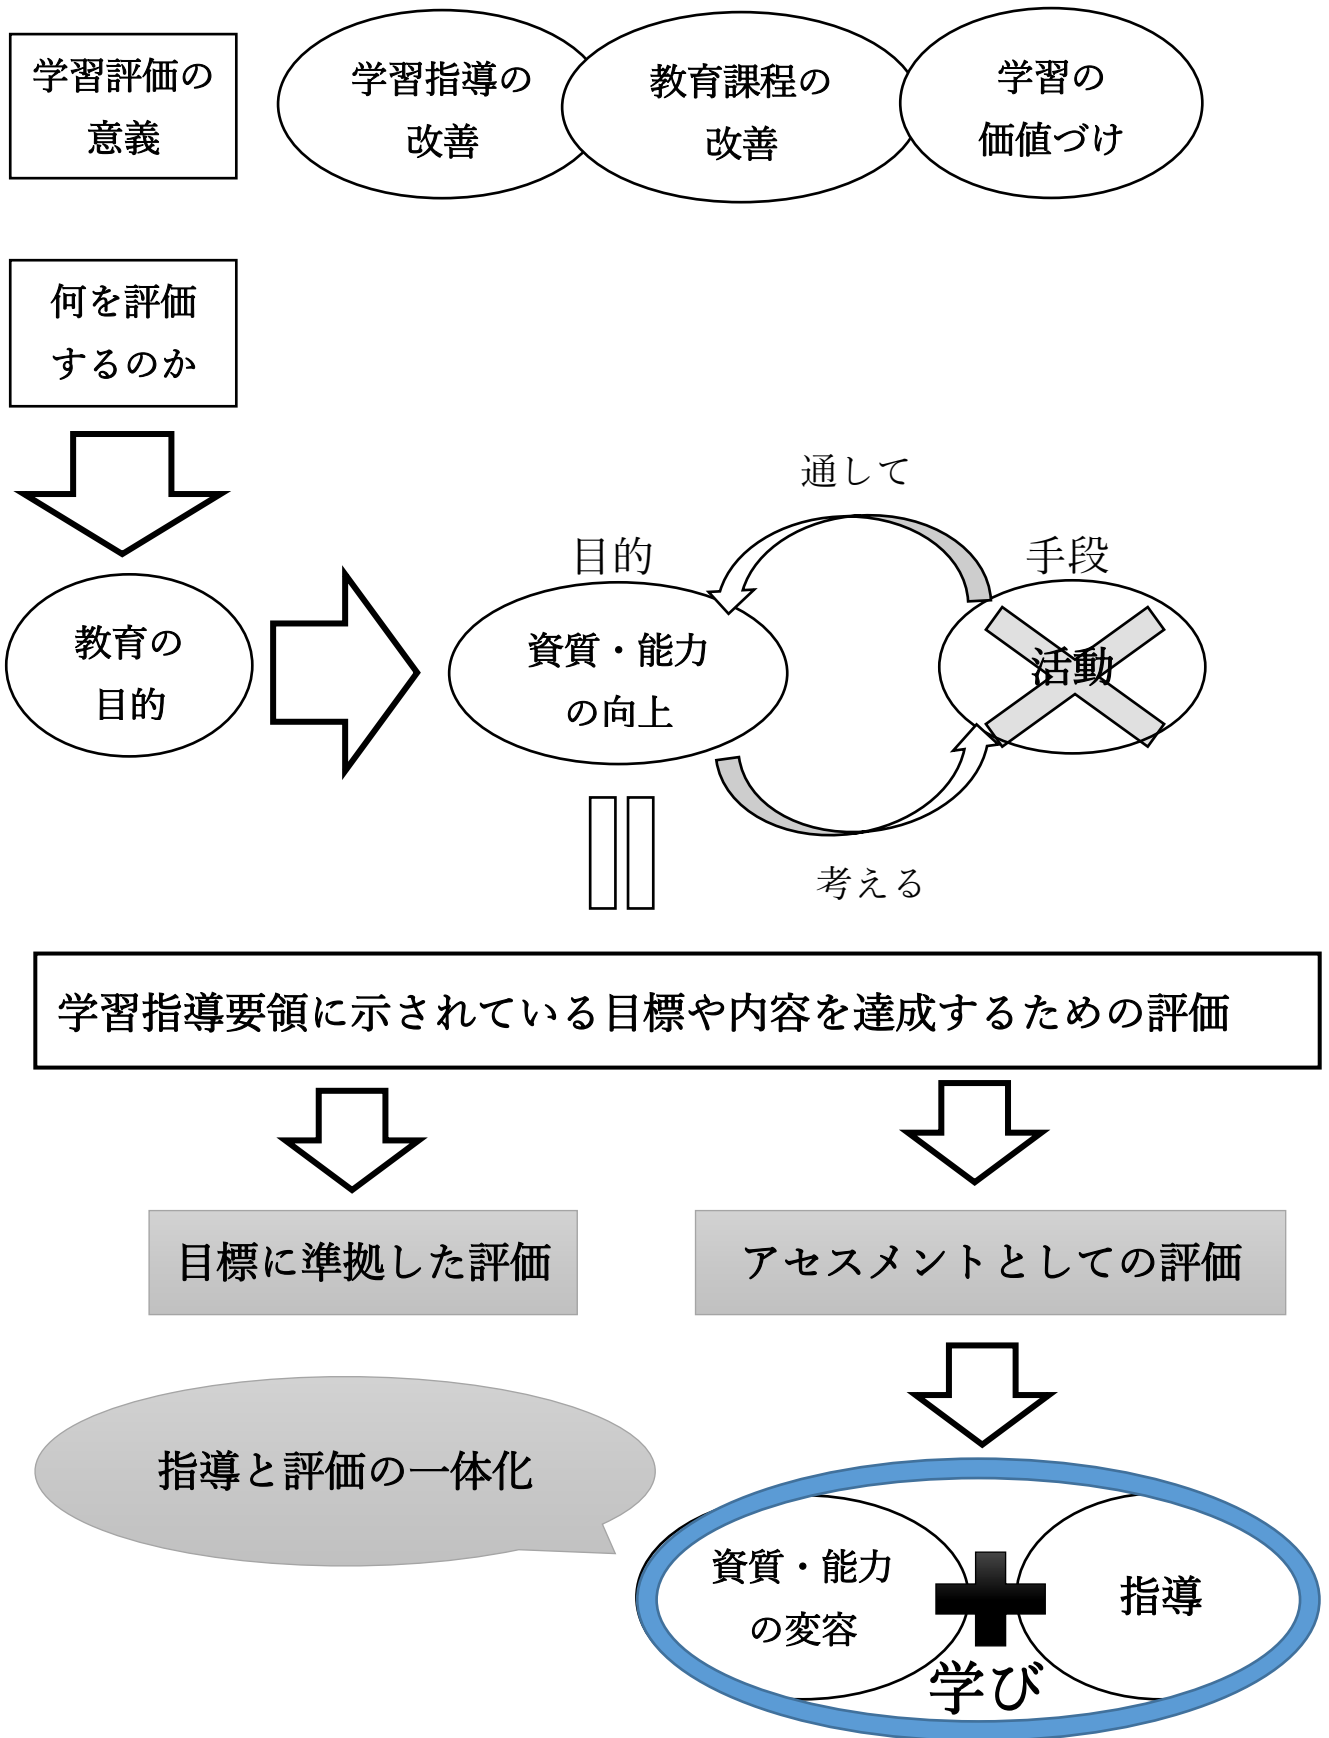 学習評価の
意義
学習指導の
改善
教育課程の
改善
学習の
価値づけ
何を評価
するのか
通して
目的
手段
教育の
目的
資質・能力
の向上
活動
考える
学習指導要領に示されている目標や内容を達成するための評価
目標に準拠した評価
アセスメントとしての評価
指導と評価の一体化
資質・能力
の変容
指導
学び